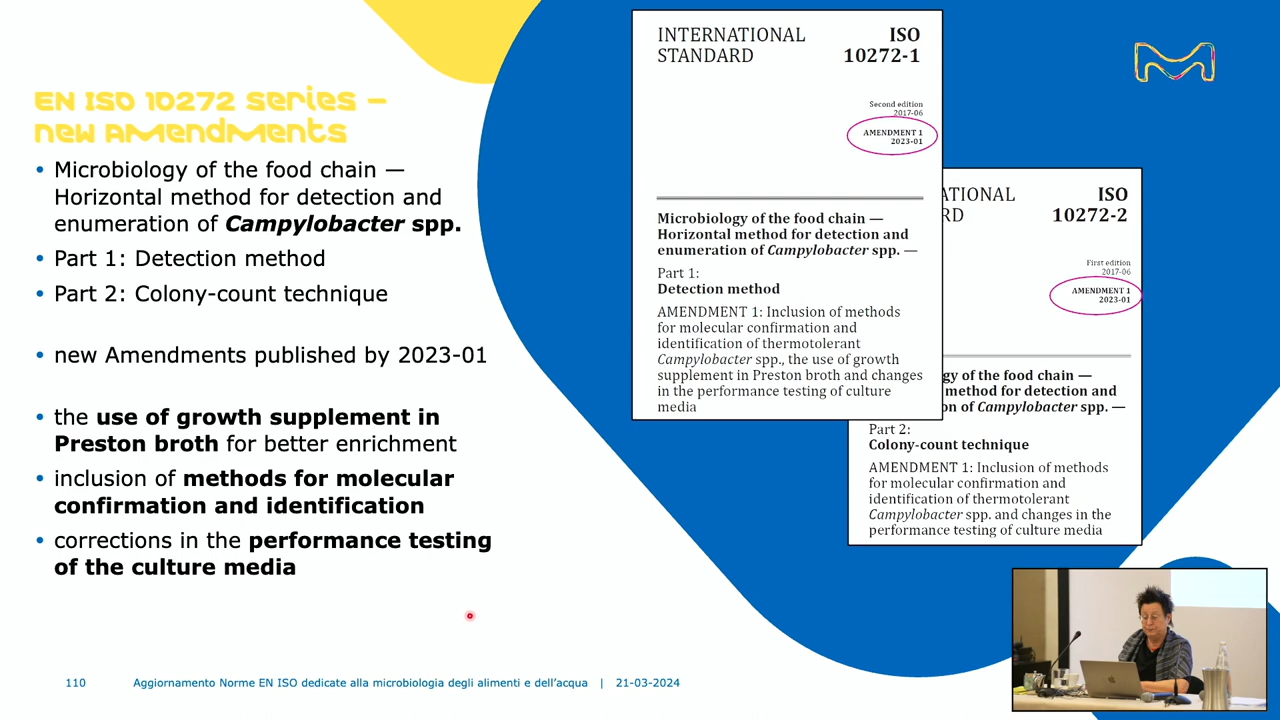 EN ISO 10272 series –
new Amendments
• Microbiology of the food chain —
Horizontal method for detection and
enumeration of Campylobacter spp.
• Part 1: Detection method
• Part 2: Colony-count technique
• new Amendments published by 2023-01
• the use of growth supplement in
Preston broth for better enrichment
• inclusion of methods for molecular
confirmation and identification
• corrections in the performance testing
of the culture media
INTERNATIONAL
STANDARD
ISO
10272-1
Second edition
2017-06
AMENDMENT 1
2023-01
Microbiology of the food chain —
Horizontal method for detection and
enumeration of Campylobacter spp. —
Part 1:
Detection method
AMENDMENT 1: Inclusion of methods
for molecular confirmation and
identification of thermotolerant
Campylobacter spp., the use of growth
supplement in Preston broth and changes
in the performance testing of culture
media
ATIONAL
RD
ISO
10272-2
First edition
2017-06
AMENDMENT 1
2023-01
gy of the food chain —
method for detection and
on of Campylobacter spp. —
Part 2:
Colony-count technique
AMENDMENT 1: Inclusion of methods
for molecular confirmation and
identification of thermotolerant
Campylobacter spp. and changes in the
performance testing of culture media
110 Aggiornamento Norme EN ISO dedicate alla microbiologia degli alimenti e dell’acqua | 21-03-2024